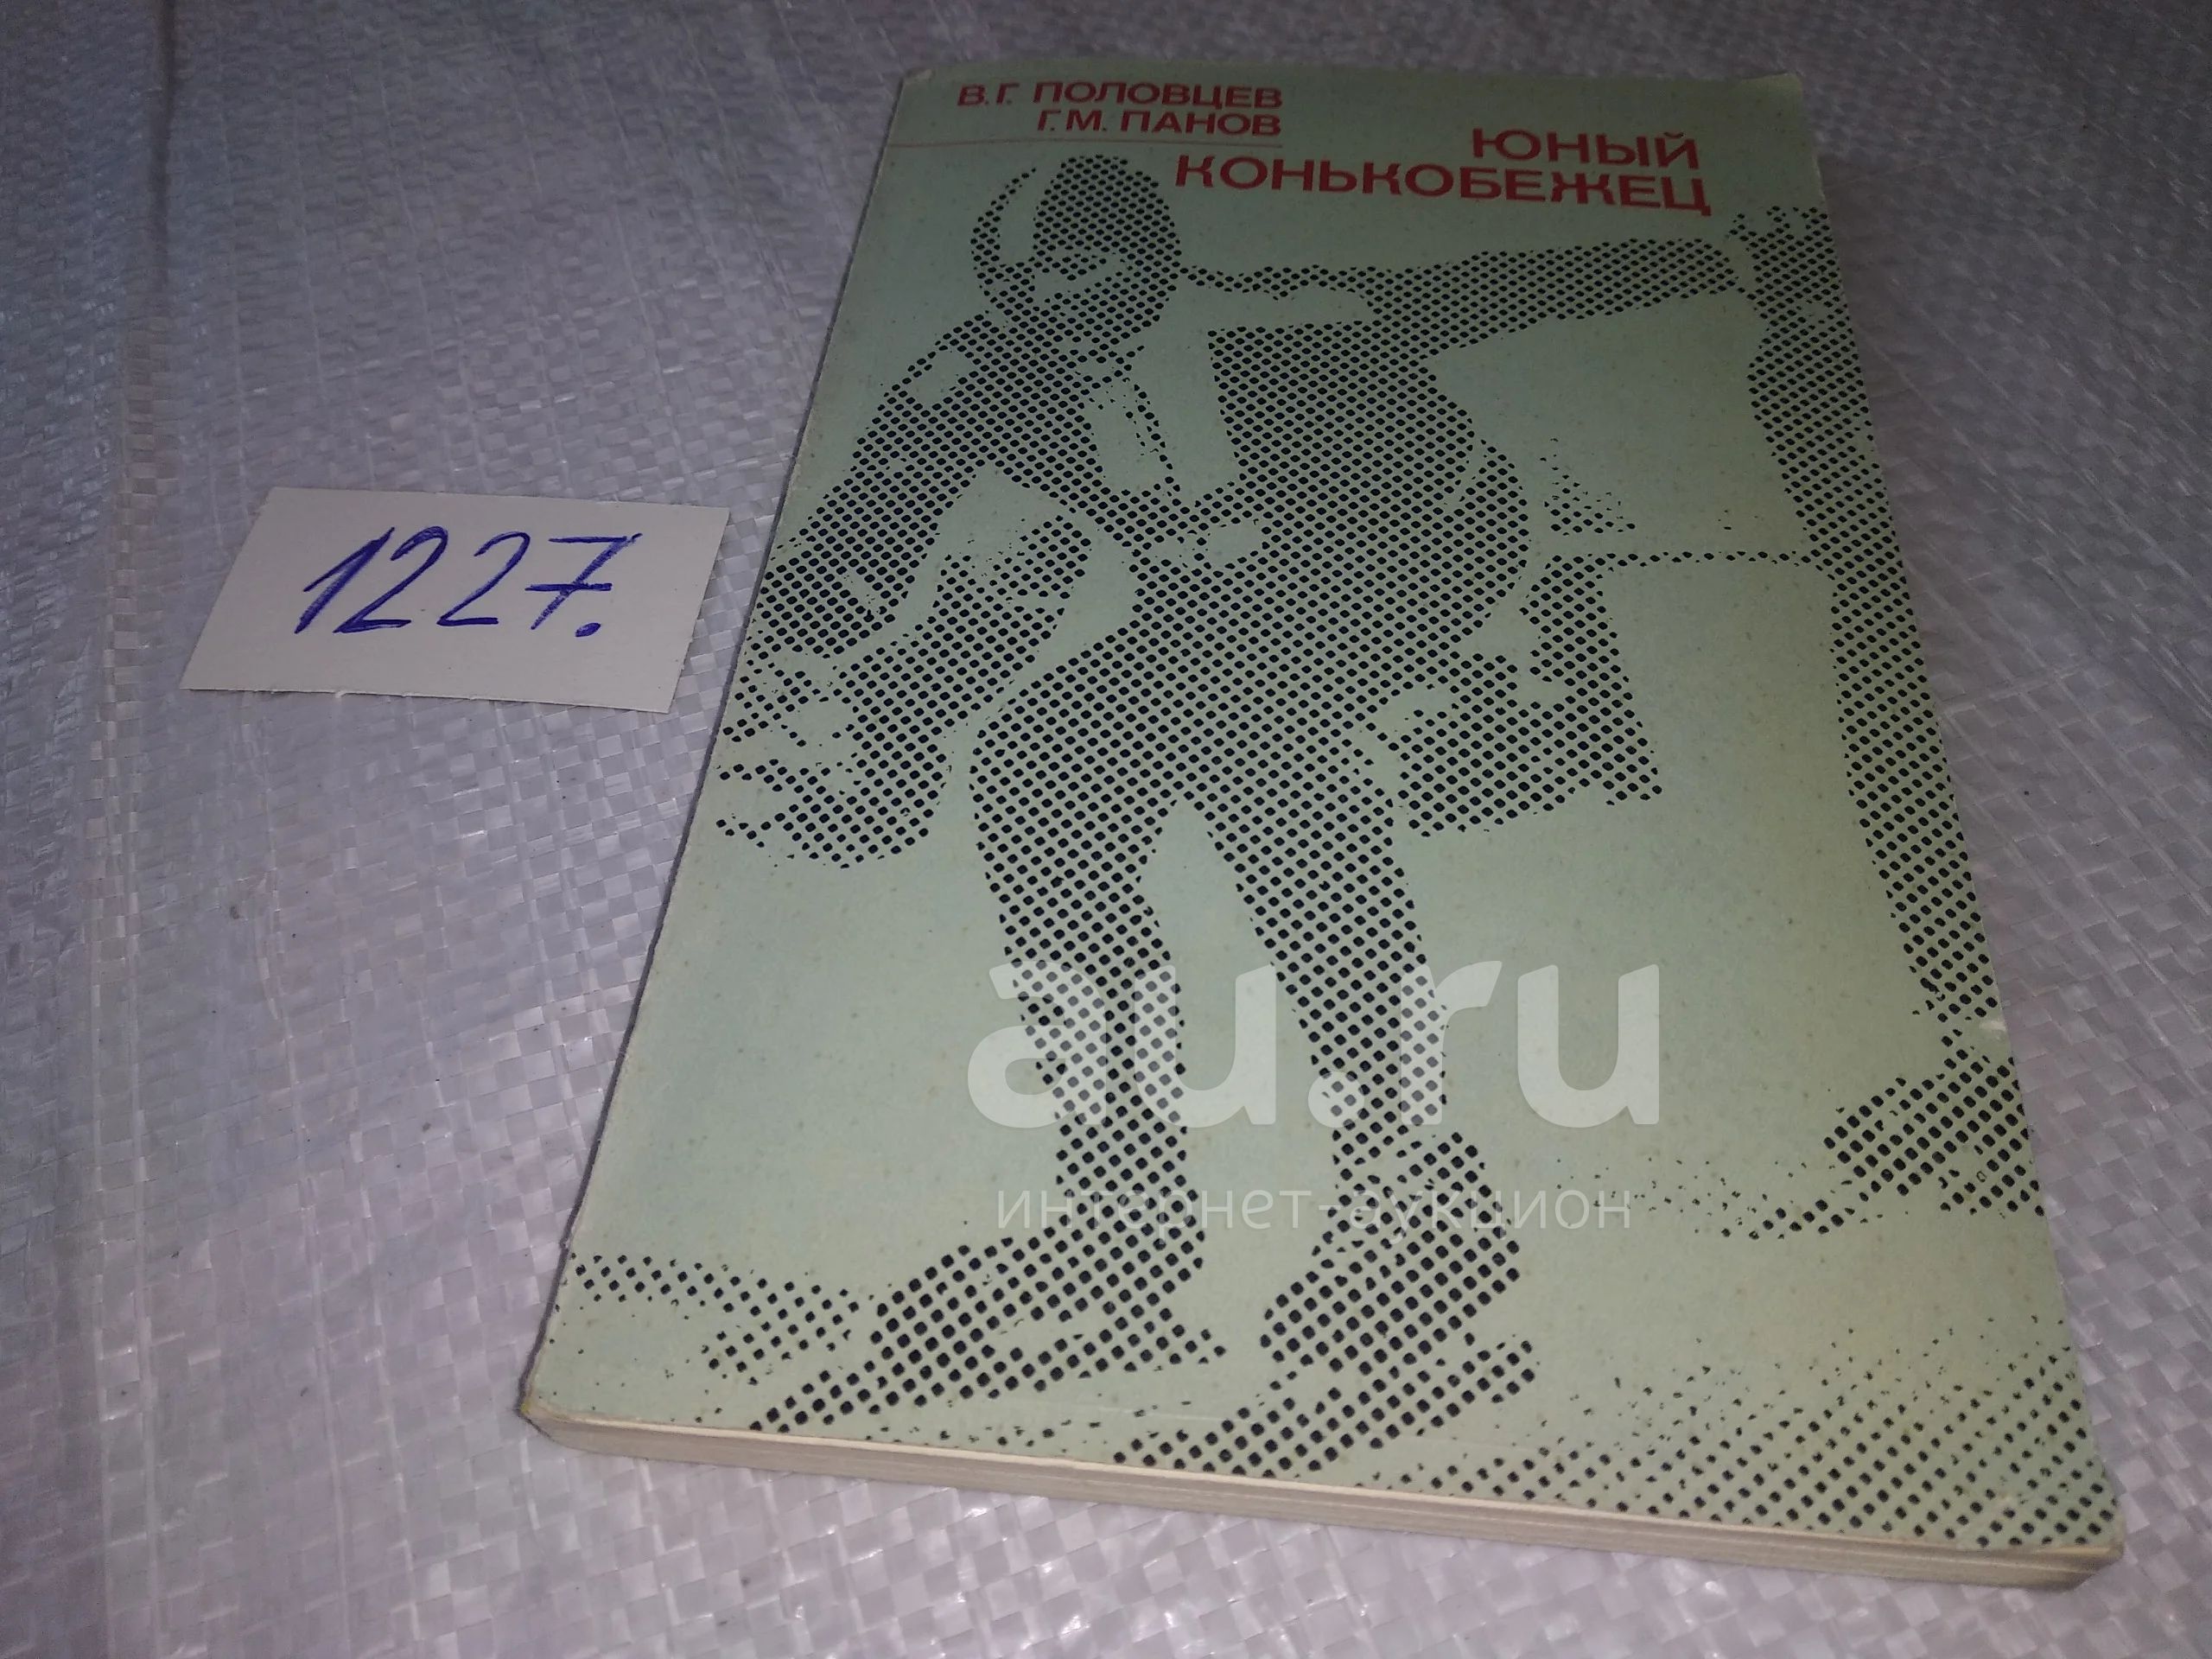 В.Г. ПОЛОВЦЕВ
Г.М. ПАНОВ
ЮНЫЙ
КОНЬКОБЕЖЕЦ
1227.
au.ru
интернет-аукцион